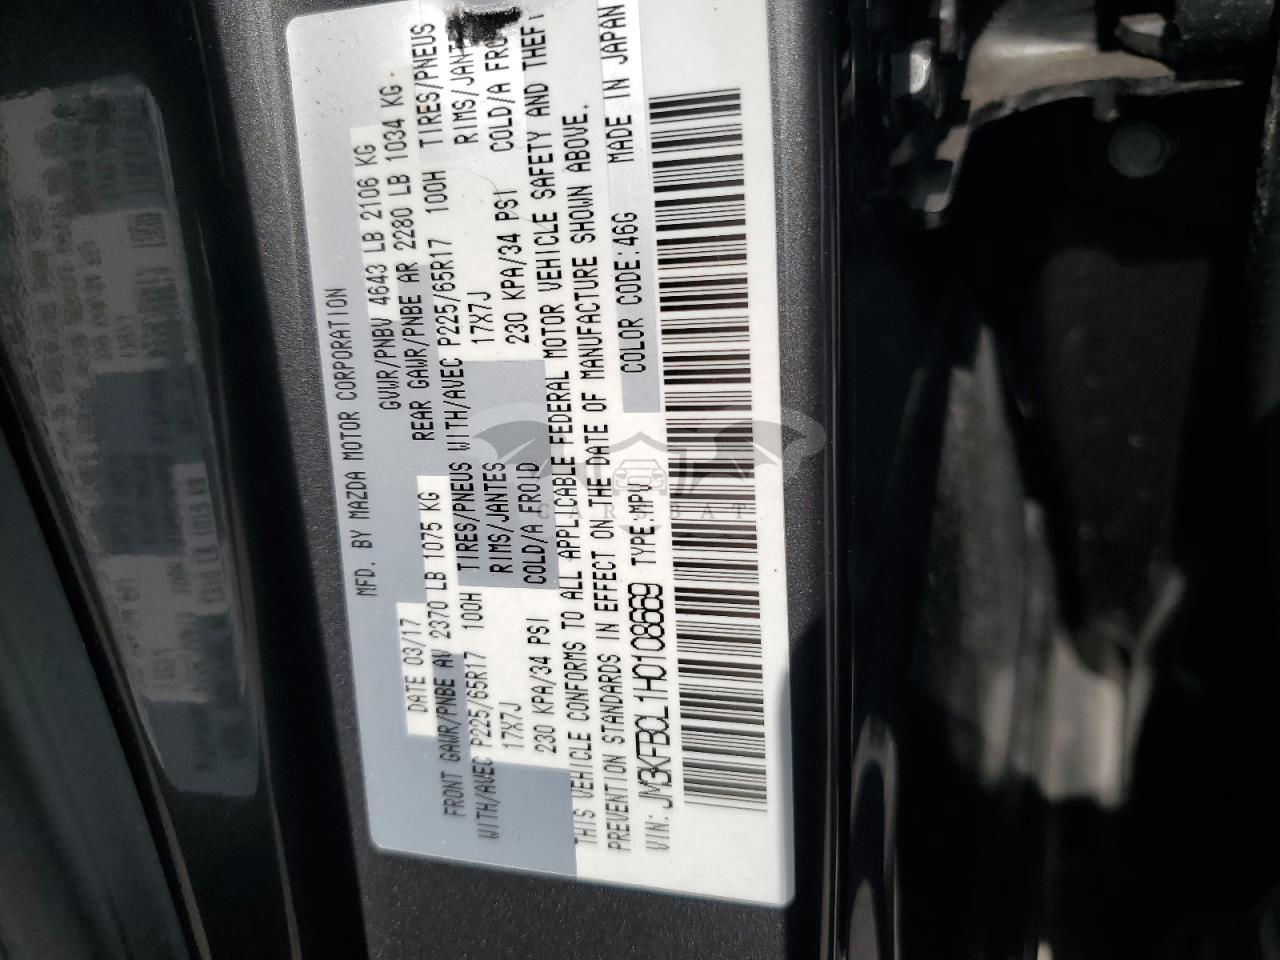 MFD. BY MAZDA MOTOR CORPORATION
DATE 03/17 GVWR/PNBV 4643 LB 2106 KG
FRONT GAWR/PNBE AV 2370 LB 1075 KG REAR GAWR/PNBE AR 2280 LB 1034 KG
WITH/AVEC P225/65R17 100H TIRES/PNEUS WITH/AVEC P225/65R17 100H TIRES/PNEUS
17X7J RIMS/JANTES 17X7J RIMS/JANTES
230 KPA/34 PSI COLD/A FROID 230 KPA/34 PSI COLD/A
THIS VEHICLE CONFORMS TO ALL APPLICABLE FEDERAL MOTOR VEHICLE SAFETY AND THEFT
PREVENTION STANDARDS IN EFFECT ON THE DATE OF MANUFACTURE SHOWN ABOVE.
VIN: JM3KFBCL1H0108669 TYPE:MPV COLOR CODE:46G MADE IN JAPAN
CARSBAT